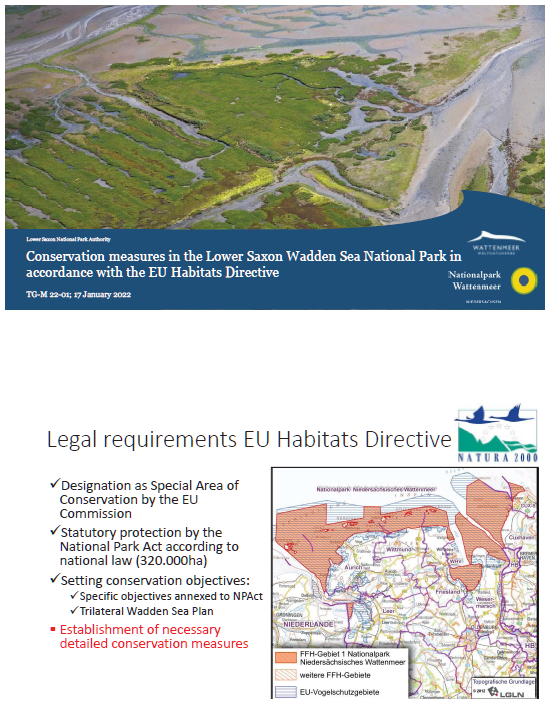 Lower Saxon National Park Authority
Conservation measures in the Lower Saxon Wadden Sea National Park in
accordance with the EU Habitats Directive
TG-M 22-01; 17 January 2022
WATTENMEER
Nationalpark
Wattenmeer
NIEDERSACHSEN
Legal requirements EU Habitats Directive
NATURA 2000
✓Designation as Special Area of
Conservation by the EU
Commission
✓Statutory protection by the
National Park Act according to
national law (320.000ha)
✓Setting conservation objectives:
✓Specific objectives annexed to NPAct
✓Trilateral Wadden Sea Plan
▪ Establishment of necessary
detailed conservation measures
Nationalpark Niedersächsisches Wattenmeer
Cuxhaven
Wittmund
Aurich
WHV
Friesland
Weser-
marsch
Leer
NIEDERLANDE
HB
FFH-Gebiet 1 Nationalpark
Niedersächsisches Wattenmeer
weitere FFH-Gebiete
EU-Vogelschutzgebiete
Topografische Grundlage
© 2012 LGLN